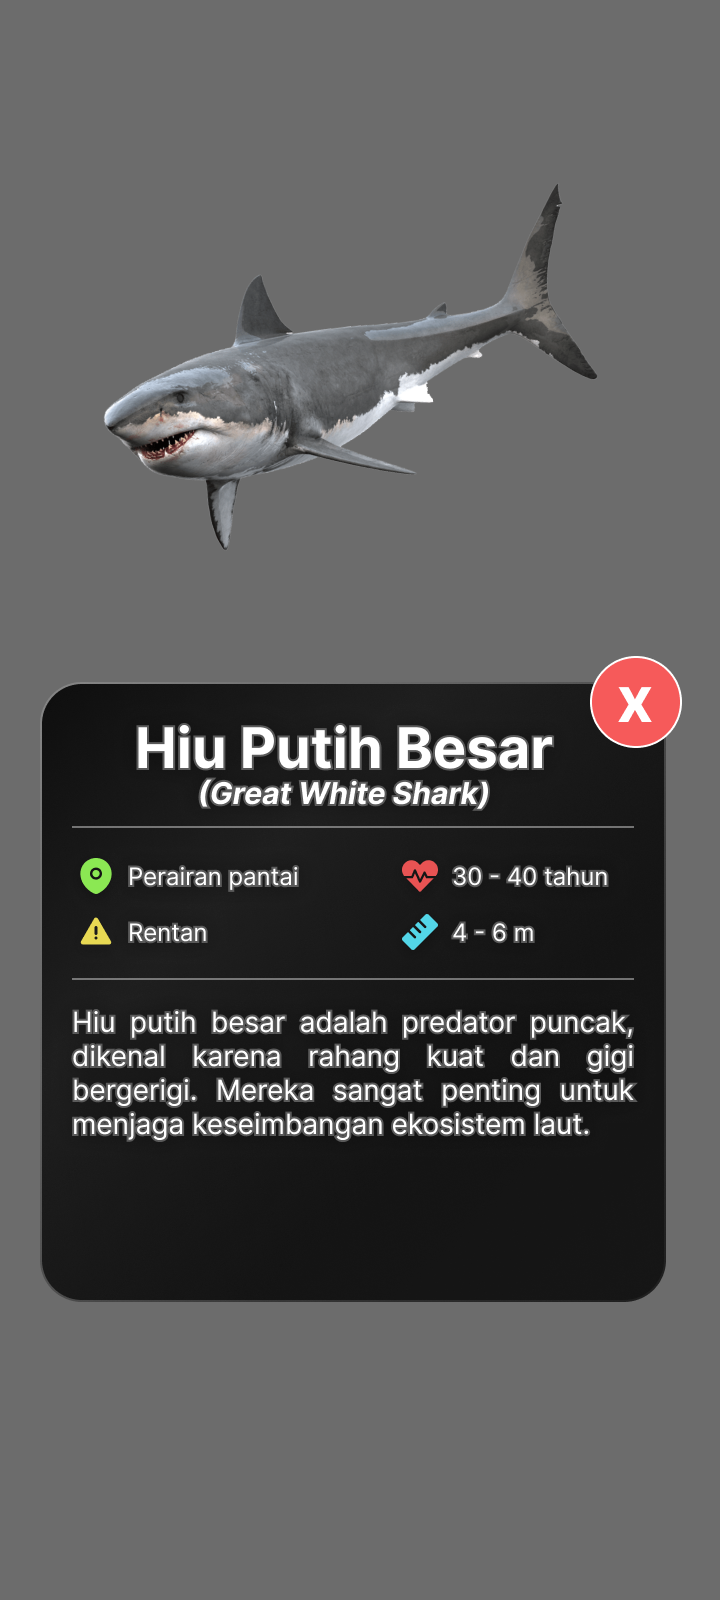 X
Hiu Putih Besar
(Great White Shark)
Perairan pantai
30 - 40 tahun
Rentan
4 - 6 m
Hiu putih besar adalah predator puncak,
dikenal karena rahang kuat dan gigi
bergerigi. Mereka sangat penting untuk
menjaga keseimbangan ekosistem laut.